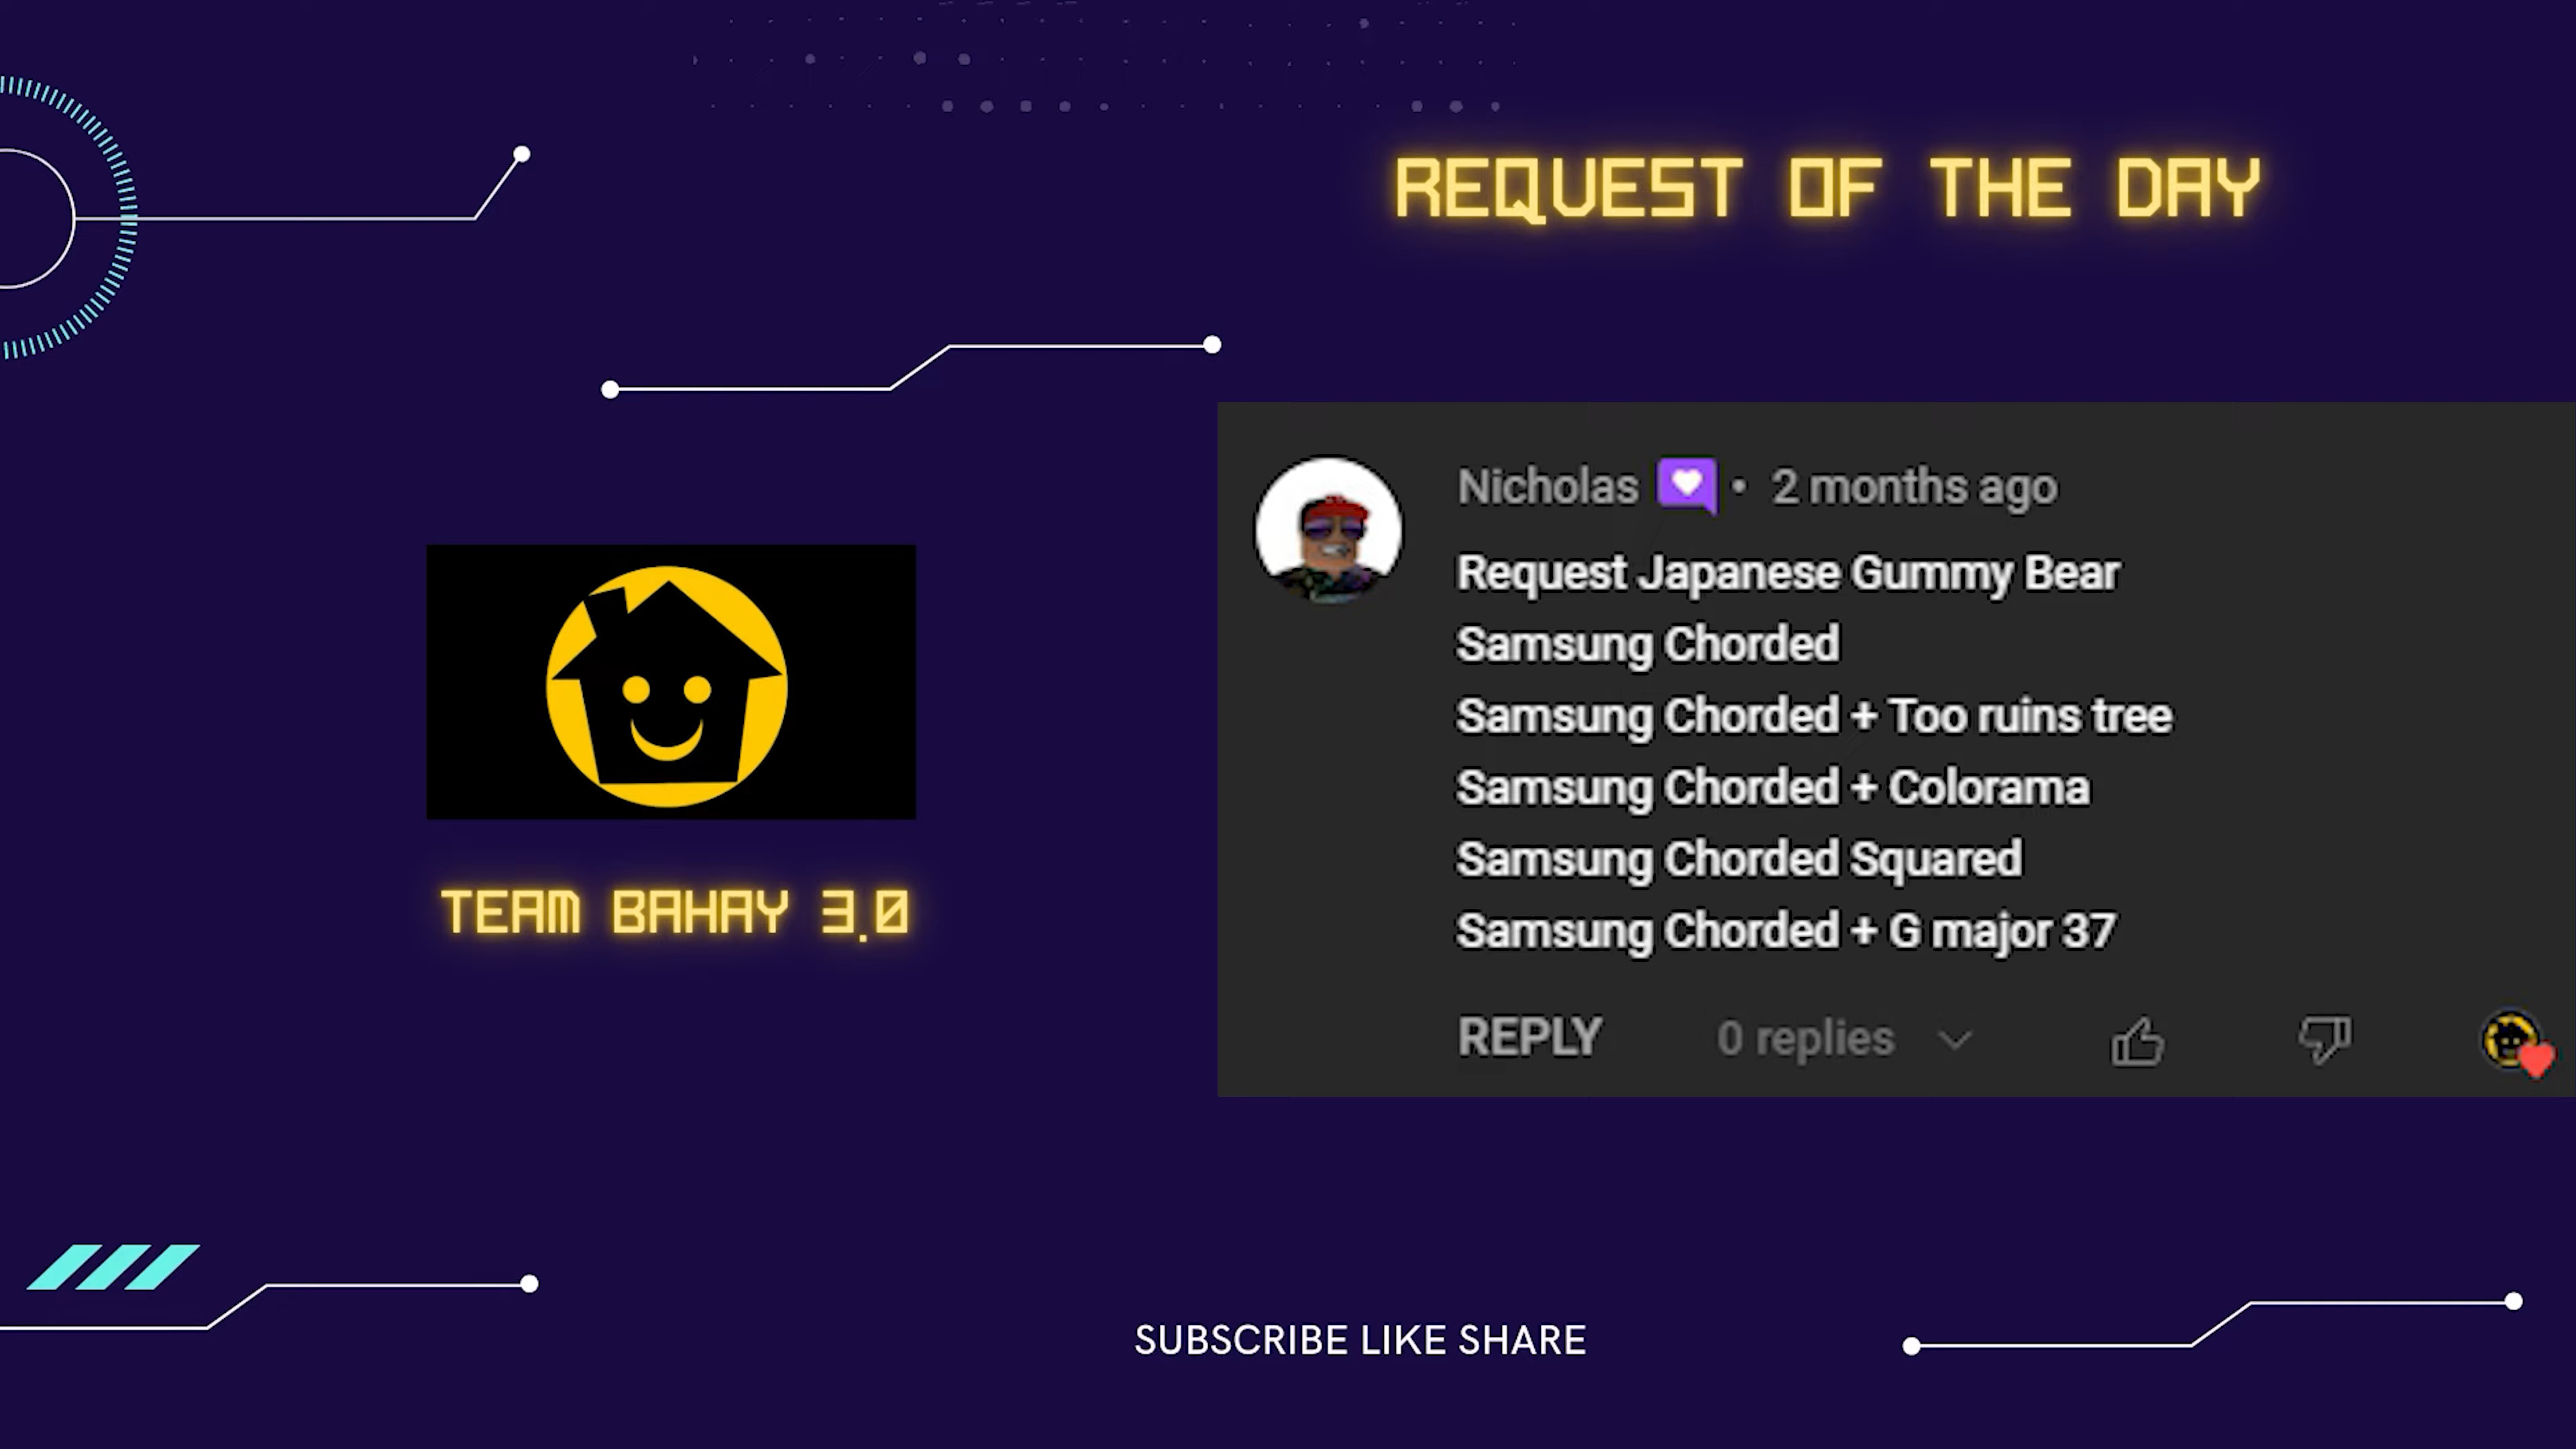 REQUEST OF THE DAY
Nicholas • 2 months ago
Request Japanese Gummy Bear
Samsung Chorded
Samsung Chorded + Too ruins tree
Samsung Chorded + Colorama
Samsung Chorded Squared
Samsung Chorded + G major 37
REPLY 0 replies
TEAM BAHAY 3.0
SUBSCRIBE LIKE SHARE